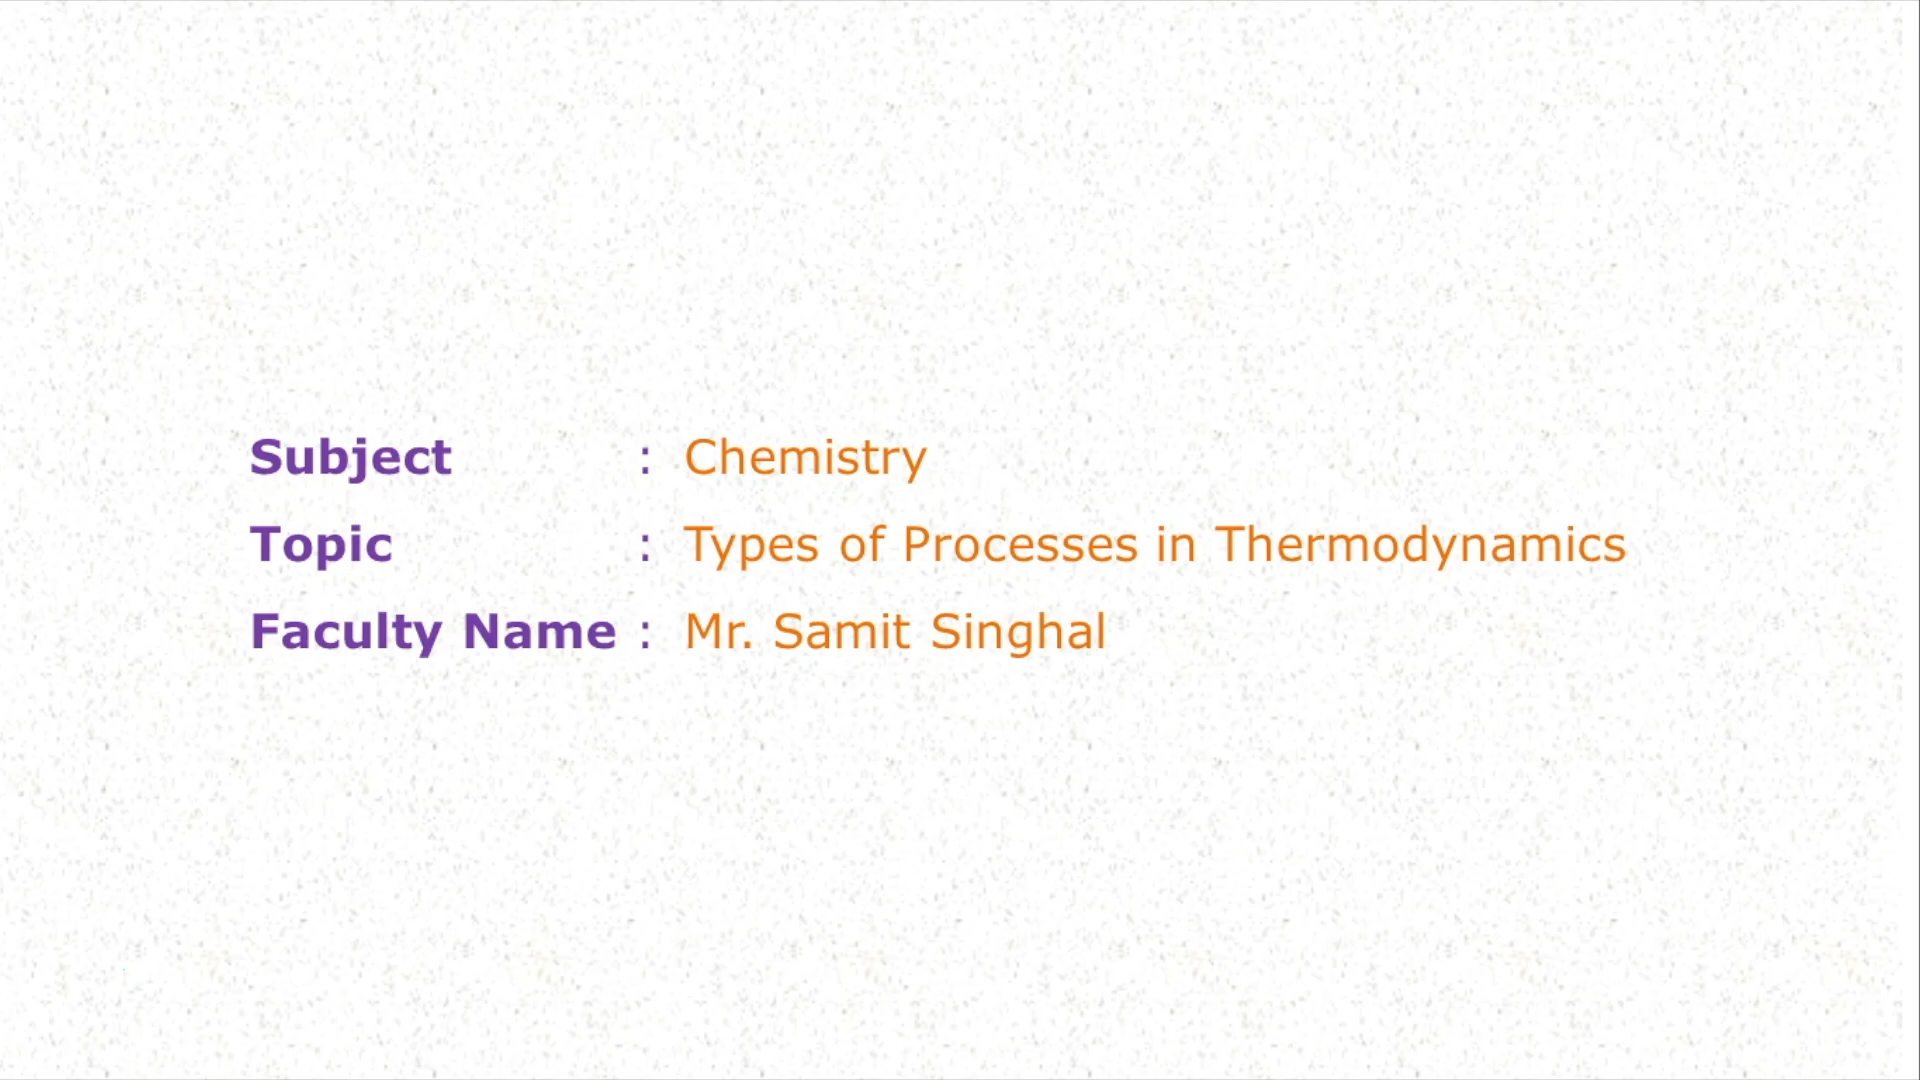 Subject : Chemistry
Topic : Types of Processes in Thermodynamics
Faculty Name : Mr. Samit Singhal